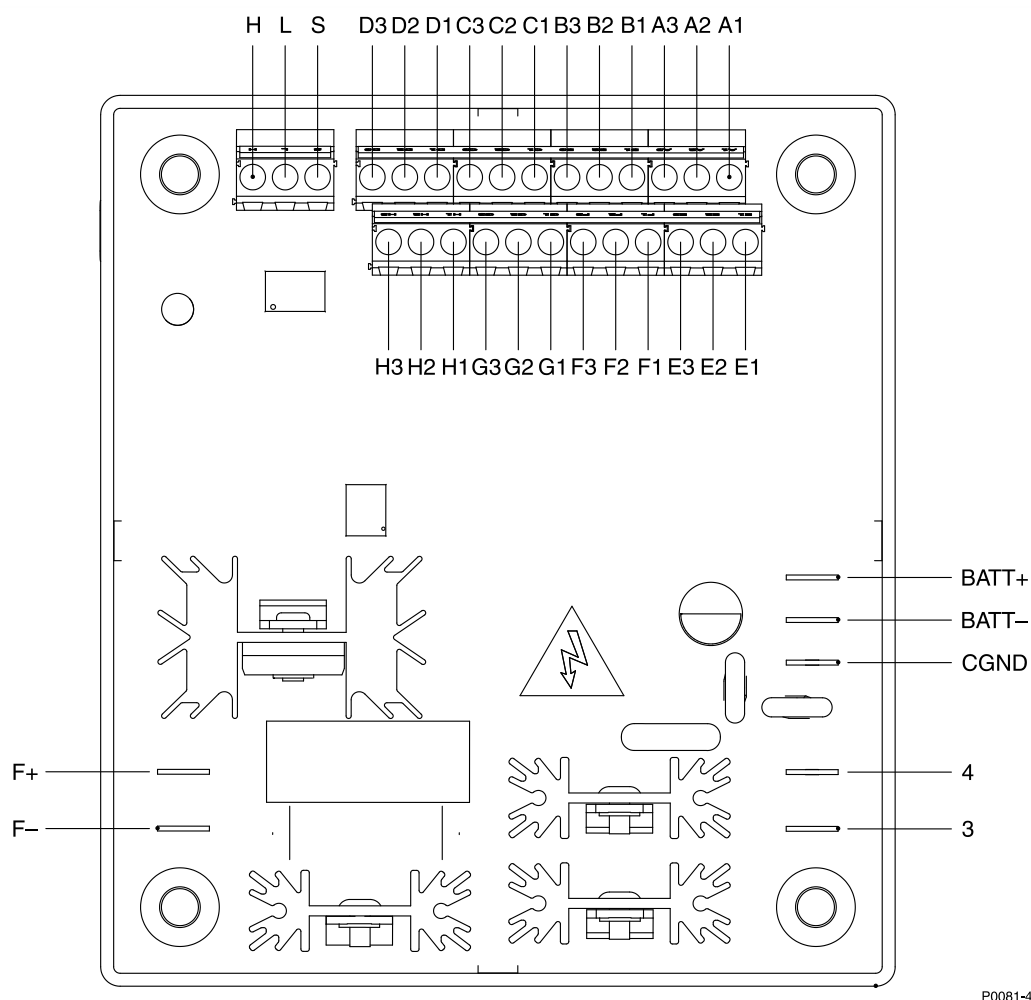 H L S D3 D2 D1 C3 C2 C1 B3 B2 B1 A3 A2 A1
H3 H2 H1 G3 G2 G1 F3 F2 F1 E3 E2 E1
BATT+
BATT–
CGND
F+ 4
F– 3
P0081-4